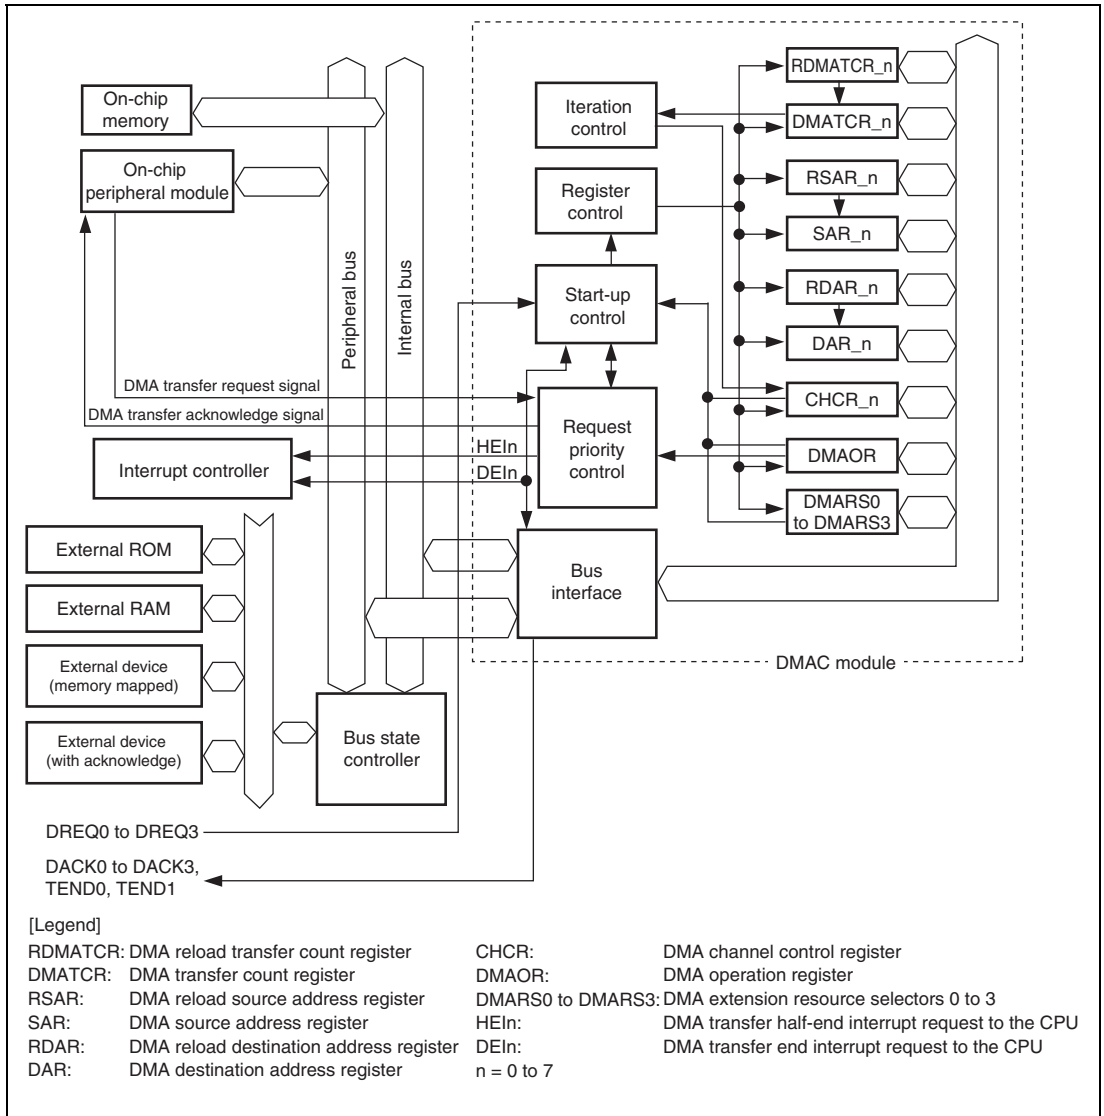 On-chip
memory
On-chip
peripheral module
Peripheral bus
Internal bus
DMA transfer request signal
DMA transfer acknowledge signal
Interrupt controller
HEIn
DEIn
External ROM
External RAM
External device
(memory mapped)
External device
(with acknowledge)
Bus state
controller
Iteration
control
Register
control
Start-up
control
Request
priority
control
Bus
interface
RDMATCR_n
DMATCR_n
RSAR_n
SAR_n
RDAR_n
DAR_n
CHCR_n
DMAOR
DMARS0
to DMARS3
DMAC module
DREQ0 to DREQ3
DACK0 to DACK3,
TEND0, TEND1
[Legend]
RDMATCR: DMA reload transfer count register
DMATCR: DMA transfer count register
RSAR: DMA reload source address register
SAR: DMA source address register
RDAR: DMA reload destination address register
DAR: DMA destination address register
CHCR: DMA channel control register
DMAOR: DMA operation register
DMARS0 to DMARS3: DMA extension resource selectors 0 to 3
HEIn: DMA transfer half-end interrupt request to the CPU
DEIn: DMA transfer end interrupt request to the CPU
n = 0 to 7